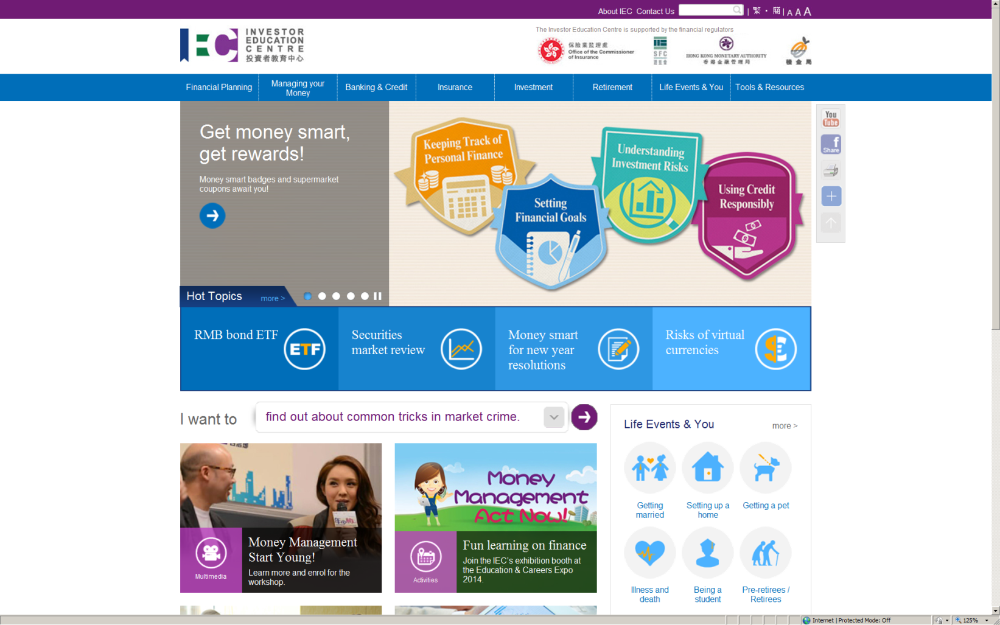 About IEC Contact Us | 繁 · 簡 | A A A
INVESTOR
EDUCATION
CENTRE
投資者教育中心
The Investor Education Centre is supported by the financial regulators
保險業監理處
Office of the Commissioner
of Insurance
SFC
證監會
HONG KONG MONETARY AUTHORITY
香港金融管理局
積金局
Financial Planning
Managing your
Money
Banking & Credit
Insurance
Investment
Retirement
Life Events & You
Tools & Resources
Get money smart,
get rewards!
Money smart badges and supermarket
coupons await you!
Keeping Track of
Personal Finance
Setting
Financial Goals
Understanding
Investment Risks
Using Credit
Responsibly
You
Tube
f
Share
Hot Topics
more >
RMB bond ETF
ETF
Securities
market review
Money smart
for new year
resolutions
Risks of virtual
currencies
I want to
find out about common tricks in market crime.
Life Events & You
more >
Getting
married
Setting up a
home
Getting a pet
Illness and
death
Being a
student
Pre-retirees /
Retirees
Multimedia
Money Management
Start Young!
Learn more and enrol for the
workshop.
Money
Management
Act Now!
Activities
Fun learning on finance
Join the IEC's exhibition booth at
the Education & Careers Expo
2014.
Internet | Protected Mode: Off
125%